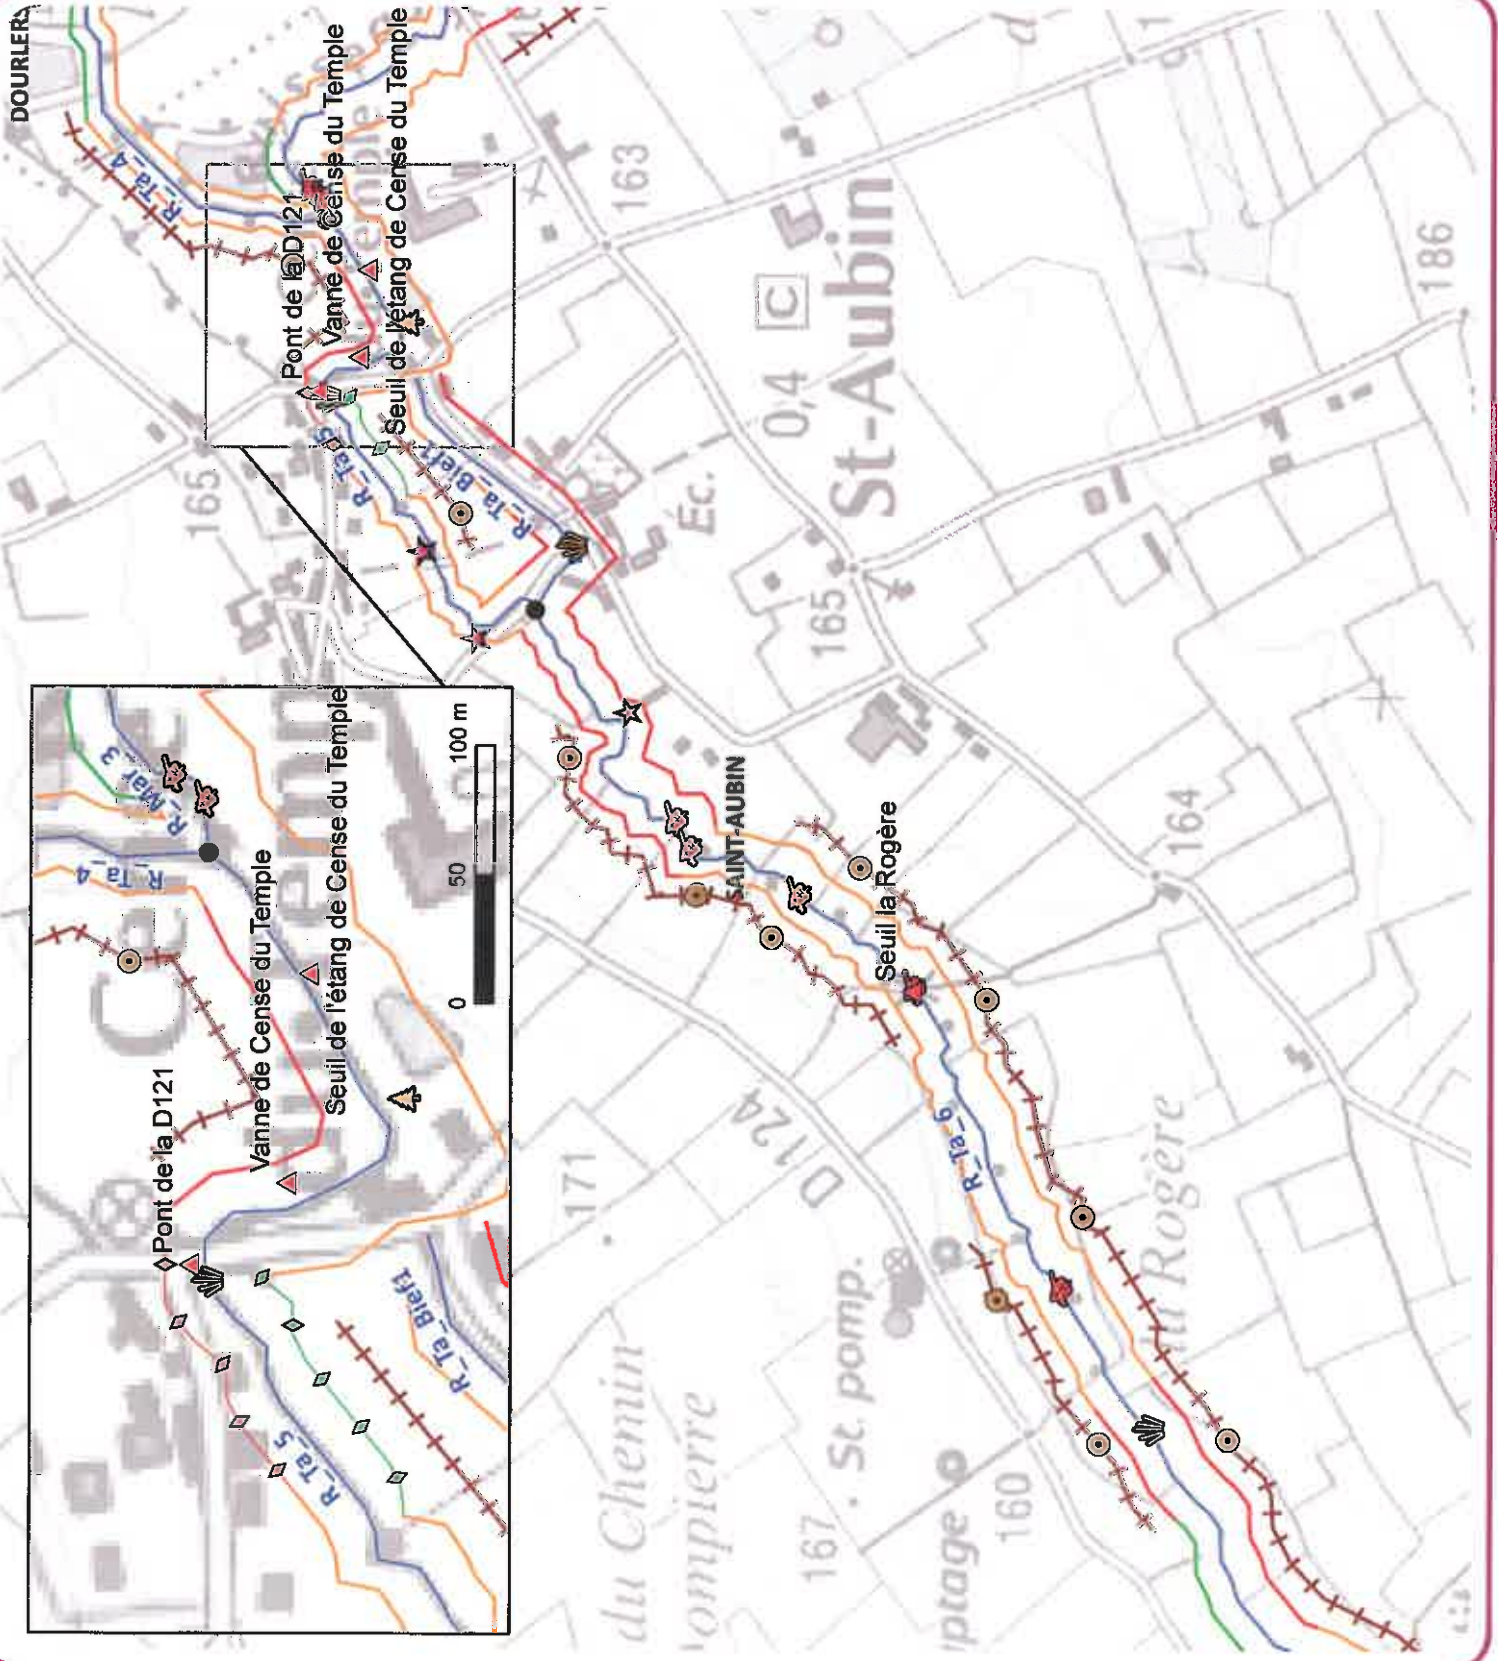 DOURLERS
R_Ta_4
Pont de la D121
Vanne de Cense du Temple
Seuil de l'étang de Cense du Temple
R_Ta_5
R_Ta_Bief1
163
165
Éc.
0,4
C
St-Aubin
186
165
SAINT-AUBIN
Seuil la Rogère
164
R_Ta_6
du Rogère
D 124
171
St. pomp.
167
160
du Chemin
R_Mar_3
R_Ta_4
Pont de la D121
Vanne de Cense du Temple
Seuil de l'étang de Cense du Temple
R_Ta_5
R_Ta_Bief1
0 50 100 m